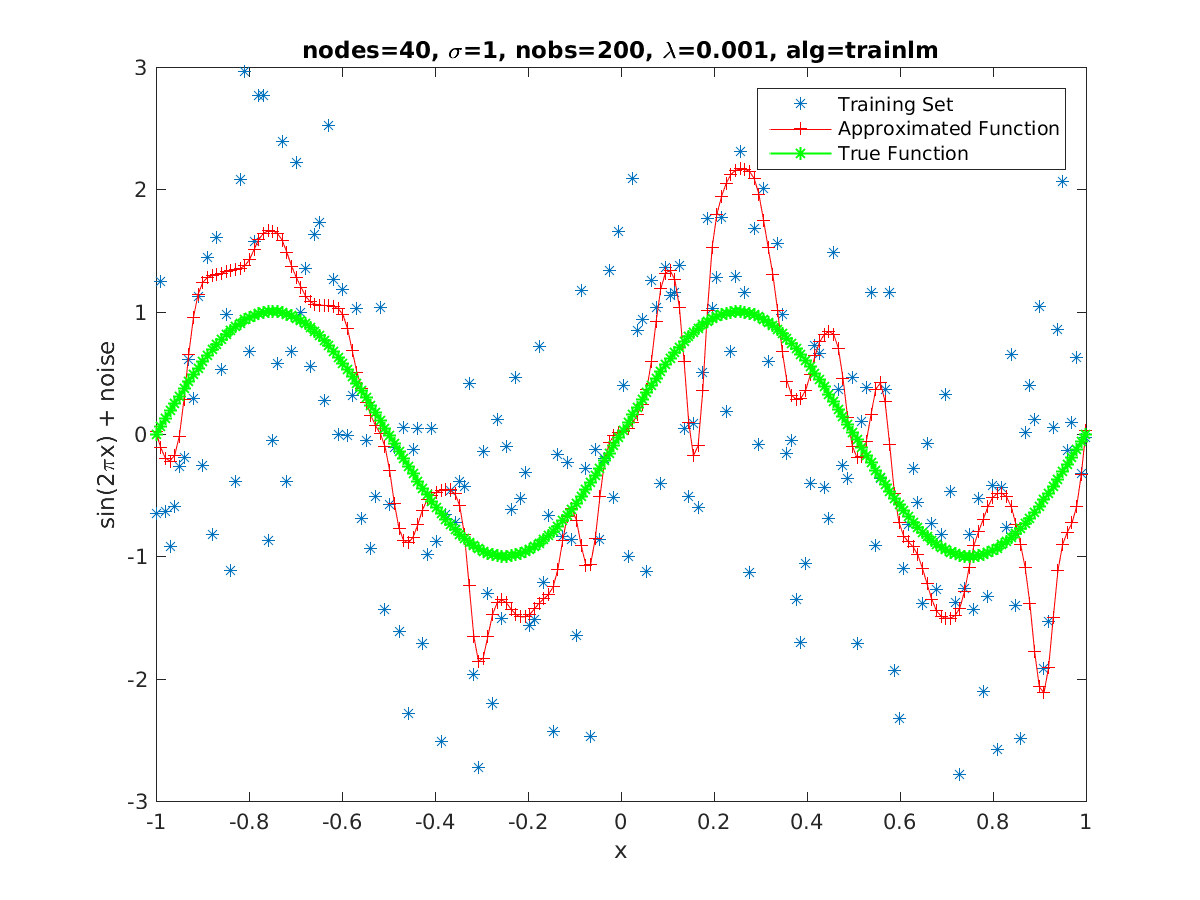 nodes=40, σ=1, nobs=200, λ=0.001, alg=trainlm
Training Set
Approximated Function
True Function
3
2
1
0
-1
-2
-3
sin(2πx) + noise
-1 -0.8 -0.6 -0.4 -0.2 0 0.2 0.4 0.6 0.8 1
x